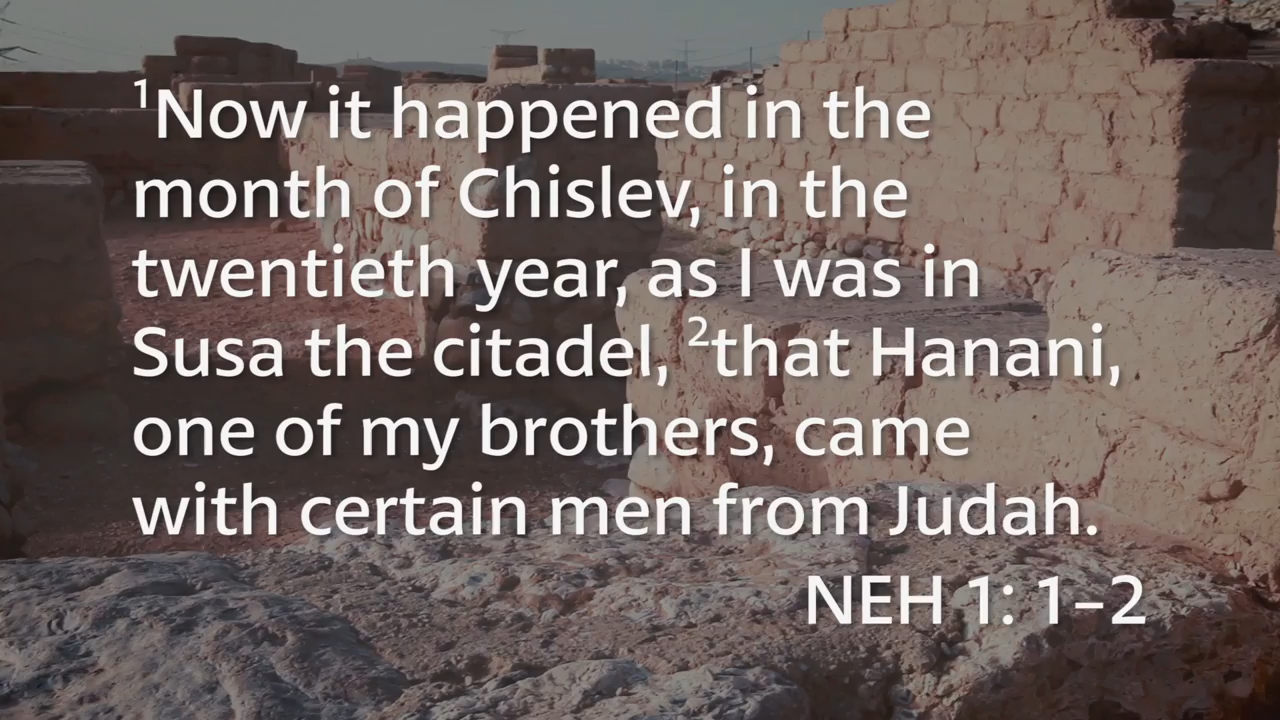 ¹Now it happened in the
month of Chislev, in the
twentieth year, as I was in
Susa the citadel, ²that Hanani,
one of my brothers, came
with certain men from Judah.
NEH 1: 1–2